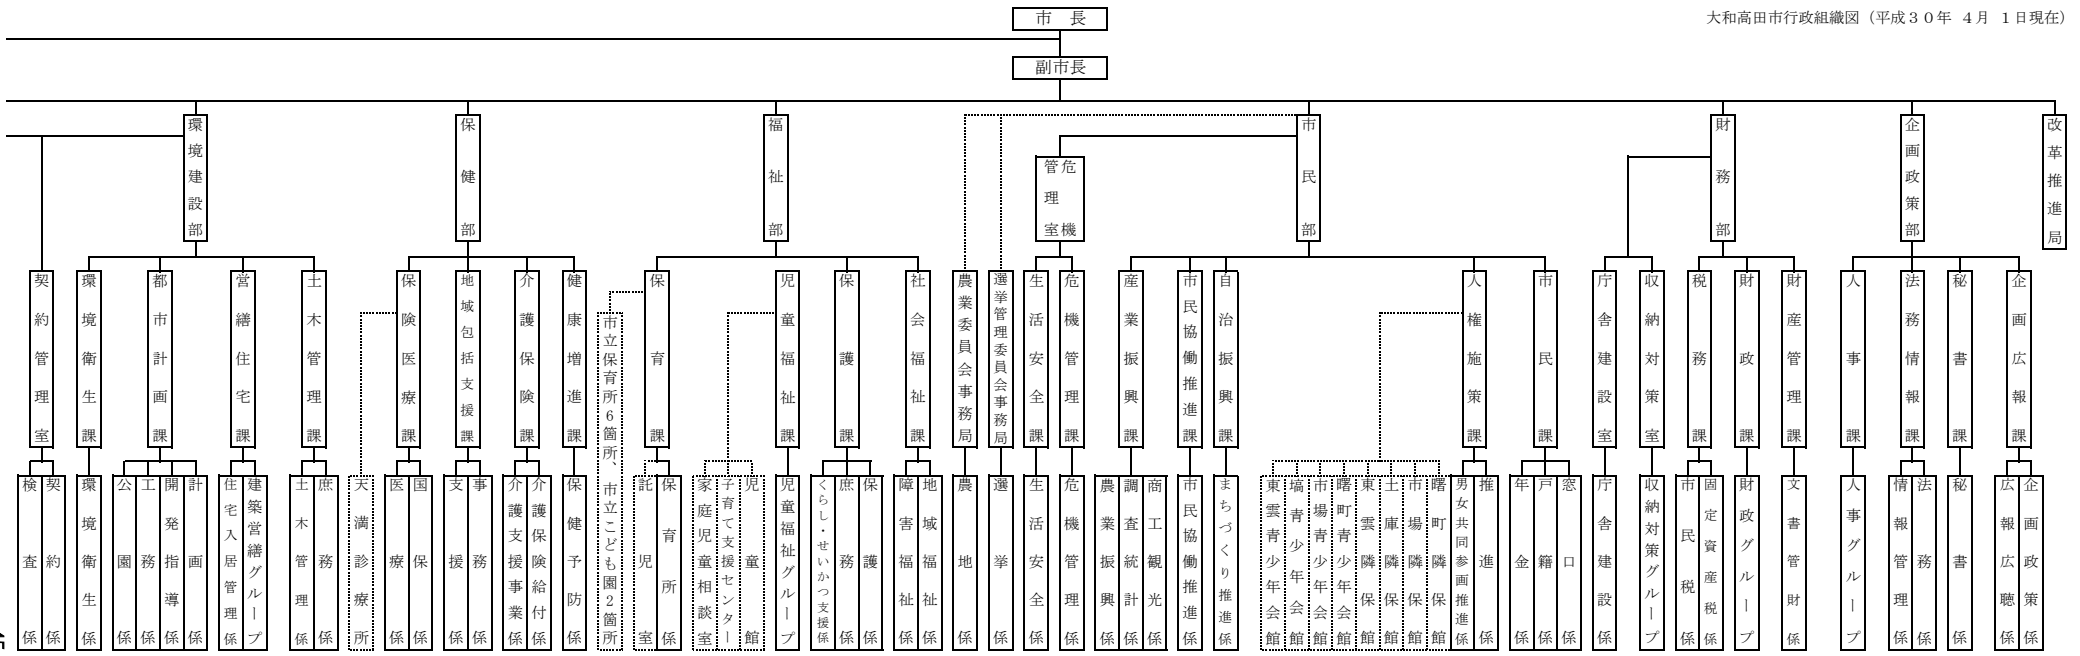 大和高田市行政組織図（平成３０年 ４月 １日現在）
市 長
副市長
環境建設部
保健部
福祉部
市民部
危機管理室
財務部
企画政策部
改革推進局
契約管理室
環境衛生課
都市計画課
営繕住宅課
土木管理課
保険医療課
地域包括支援課
介護保険課
健康増進課
市立保育所６箇所、市立こども園２箇所
保育課
児童福祉課
保護課
社会福祉課
農業委員会事務局
選挙管理委員会事務局
生活安全課
危機管理課
産業振興課
市民協働推進課
自治振興課
人権施策課
市民課
庁舎建設室
収納対策室
税務課
財政課
財産管理課
人事課
法務情報課
秘書課
企画広報課
検査係
契約係
環境衛生係
公園係
工務係
開発指導係
計画係
住宅入居管理係
建築営繕グループ
土木管理係
庶務係
天満診療所
医療係
国保係
支援係
事務係
介護支援事業係
介護保険給付係
保健予防係
託児室
保育所係
家庭児童相談室
子育て支援センター
児童館
児童福祉グループ
くらし・せいかつ支援係
庶務係
保護係
障害福祉係
地域福祉係
農地係
選挙係
生活安全係
危機管理係
農業振興係
調査統計係
商工観光係
市民協働推進係
まちづくり推進係
東雲青少年会館
塙青少年会館
市場青少年会館
曙町青少年会館
東雲隣保館
土庫隣保館
市場隣保館
曙町隣保館
男女共同参画推進係
推進係
年金係
戸籍係
窓口係
庁舎建設係
収納対策グループ
市民税係
固定資産税係
財政グループ
文書管財係
人事グループ
情報管理係
法務係
秘書係
広報広聴係
企画政策係